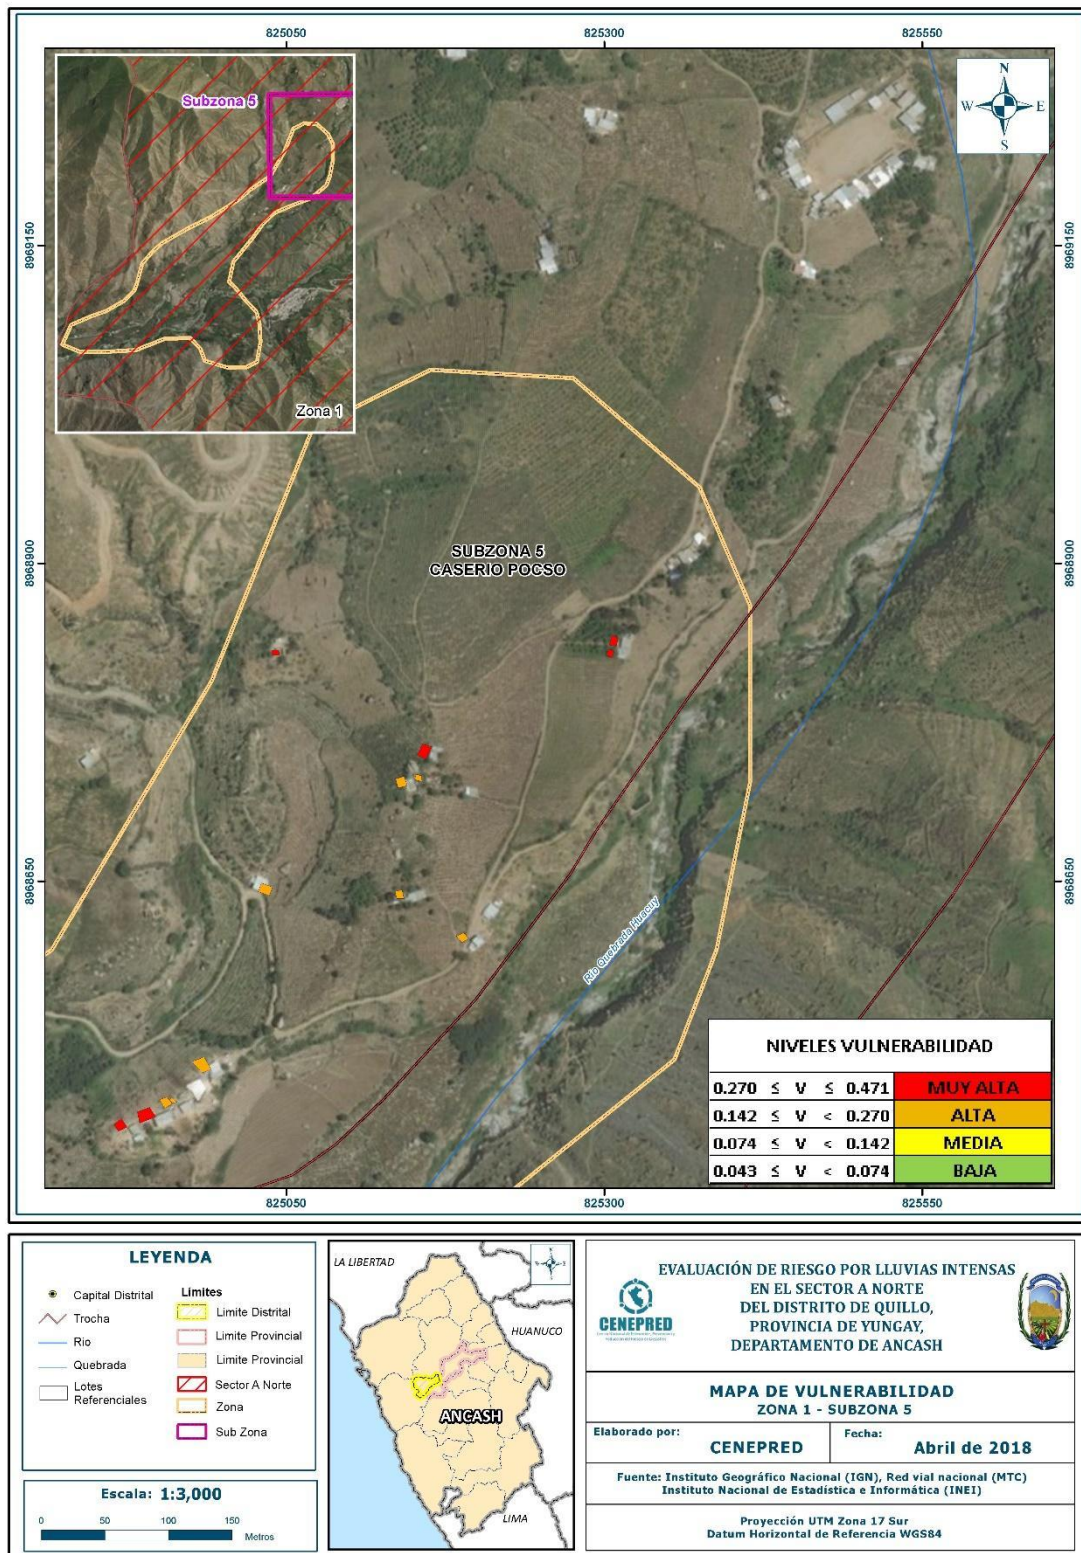 825050
825300
825550
Subzona 5
Zona 1
N
W
E
S
8969150
8969150
SUBZONA 5
CASERIO POCSO
8968900
8968900
8968650
8968650
Rio Quebrada Huacuy
NIVELES VULNERABILIDAD
0.270 ≤ V ≤ 0.471 MUY ALTA
0.142 ≤ V < 0.270 ALTA
0.074 ≤ V < 0.142 MEDIA
0.043 ≤ V < 0.074 BAJA
825050
825300
825550
LEYENDA
Capital Distrital
Trocha
Rio
Quebrada
Lotes
Referenciales
Límites
Limite Distrital
Limite Provincial
Limite Provincial
Sector A Norte
Zona
Sub Zona
Escala: 1:3,000
0 50 100 150
Metros
LA LIBERTAD
HUANUCO
ANCASH
LIMA
CENEPRED
EVALUACIÓN DE RIESGO POR LLUVIAS INTENSAS
EN EL SECTOR A NORTE
DEL DISTRITO DE QUILLO,
PROVINCIA DE YUNGAY,
DEPARTAMENTO DE ANCASH
MAPA DE VULNERABILIDAD
ZONA 1 - SUBZONA 5
Elaborado por:
CENEPRED
Fecha:
Abril de 2018
Fuente: Instituto Geográfico Nacional (IGN), Red vial nacional (MTC)
Instituto Nacional de Estadística e Informática (INEI)
Proyección UTM Zona 17 Sur
Datum Horizontal de Referencia WGS84